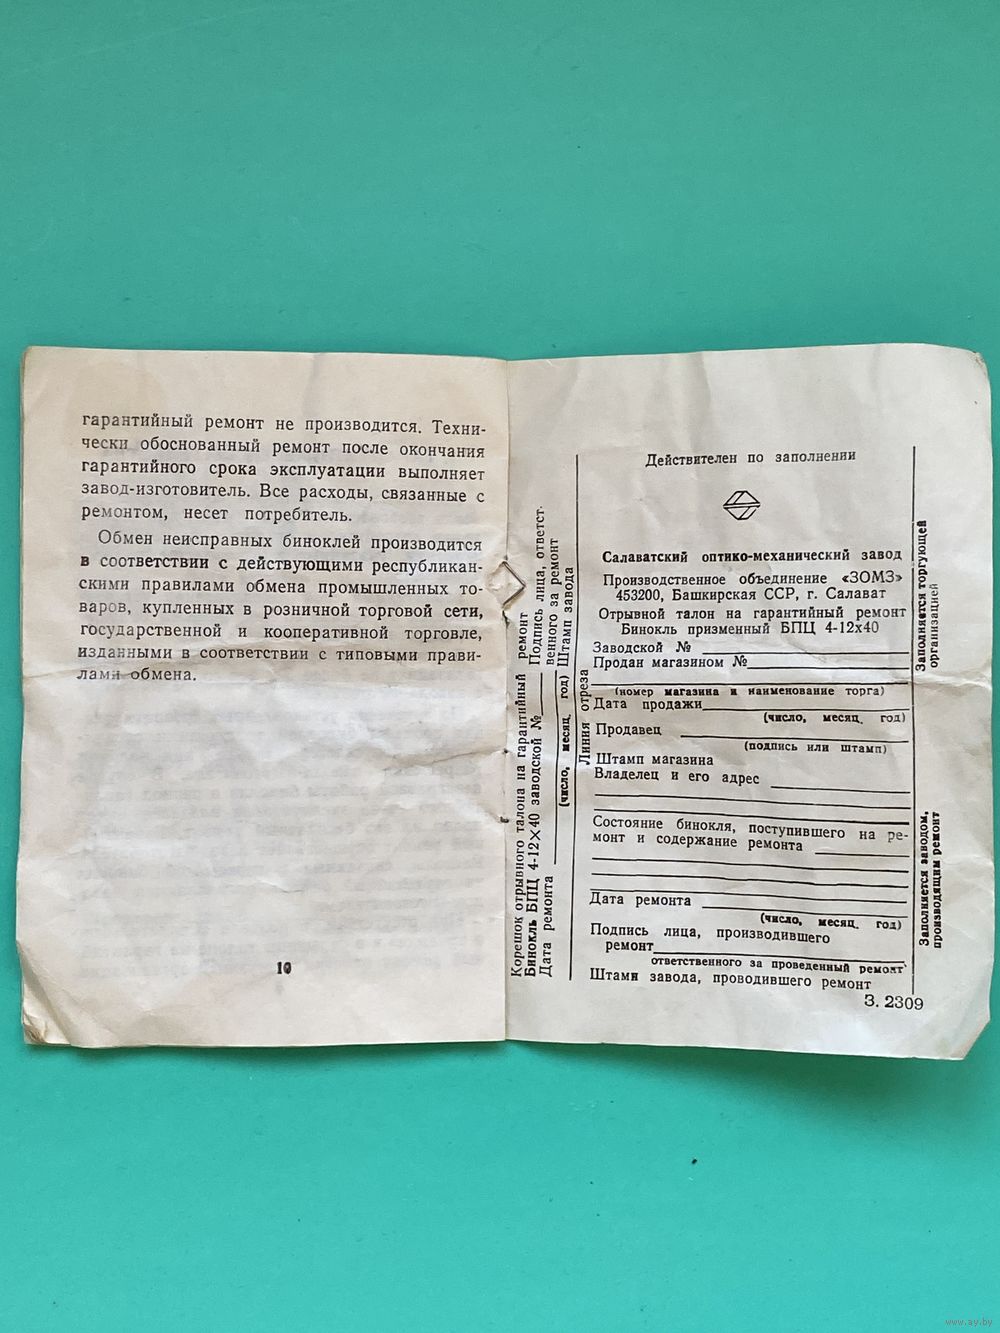 гарантийный ремонт не производится. Техни-
чески обоснованный ремонт после окончания
гарантийного срока эксплуатации выполняет
завод-изготовитель. Все расходы, связанные с
ремонтом, несет потребитель.
Обмен неисправных биноклей производится
в соответствии с действующими республикан-
скими правилами обмена промышленных то-
варов, купленных в розничной торговой сети,
государственной и кооперативной торговле,
изданными в соответствии с типовыми прави-
лами обмена.
10
Корешок отрывного талона на гарантийный ремонт
Бинокль БПЦ 4-12×40 заводской №
Дата ремонта
(число, месяц, год)
Подпись лица, ответст-
венного за ремонт
Штамп завода
Линия отреза
Действителен по заполнении
Салаватский оптико-механический завод
Производственное объединение «ЗОМЗ»
453200, Башкирская ССР, г. Салават
Отрывной талон на гарантийный ремонт
Бинокль призменный БПЦ 4-12х40
Заводской №
Продан магазином №
(номер магазина и наименование торга)
Дата продажи
(число, месяц, год)
Продавец
(подпись или штамп)
Штамп магазина
Владелец и его адрес
Состояние бинокля, поступившего на ре-
монт и содержание ремонта
Дата ремонта
(число, месяц, год)
Подпись лица, производившего
ремонт
ответственного за проведенный ремонт
Штамп завода, проводившего ремонт
З. 2309
Заполняется торгующей
организацией
Заполняется заводом,
производящим ремонт
www.ay.by